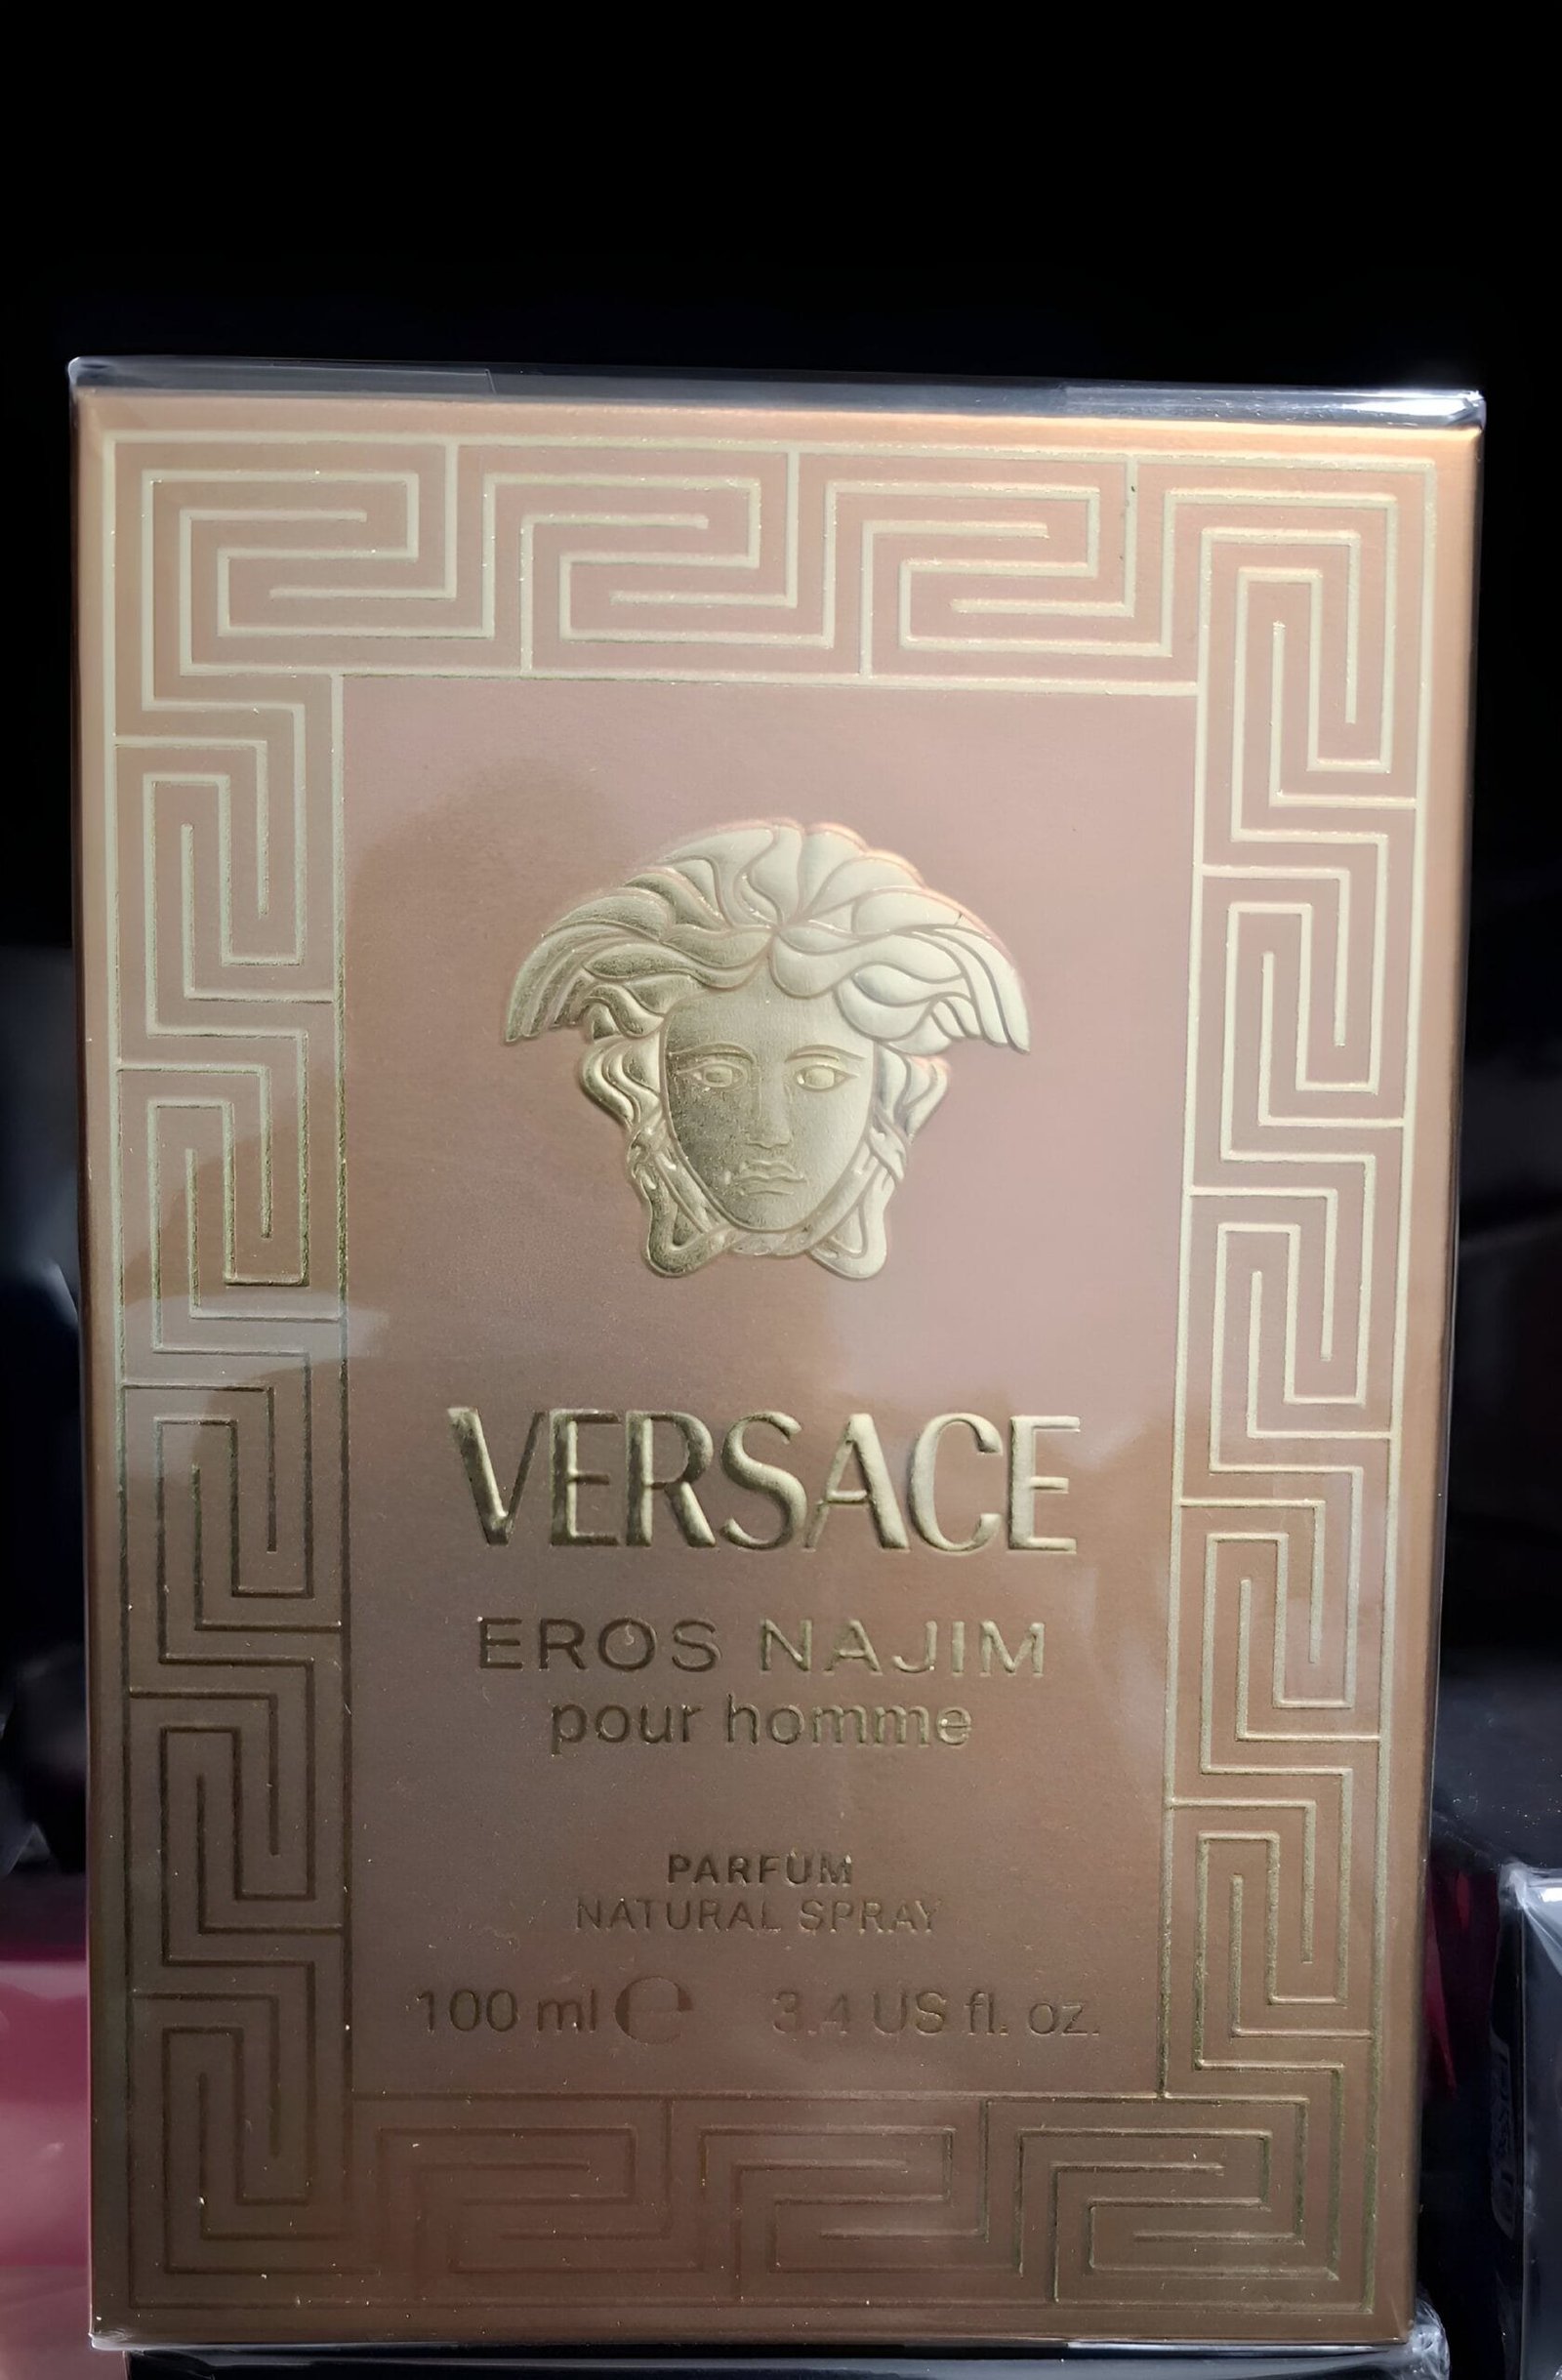 VERSACE
EROS NAJIM
pour homme
PARFUM
NATURAL SPRAY
100 ml e 3.4 US fl. oz.